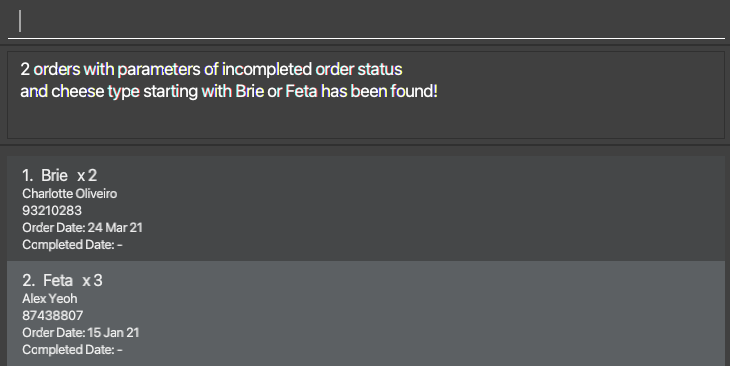 2 orders with parameters of incompleted order status
and cheese type starting with Brie or Feta has been found!
1. Brie x 2
Charlotte Oliveiro
93210283
Order Date: 24 Mar 21
Completed Date: -
2. Feta x 3
Alex Yeoh
87438807
Order Date: 15 Jan 21
Completed Date: -